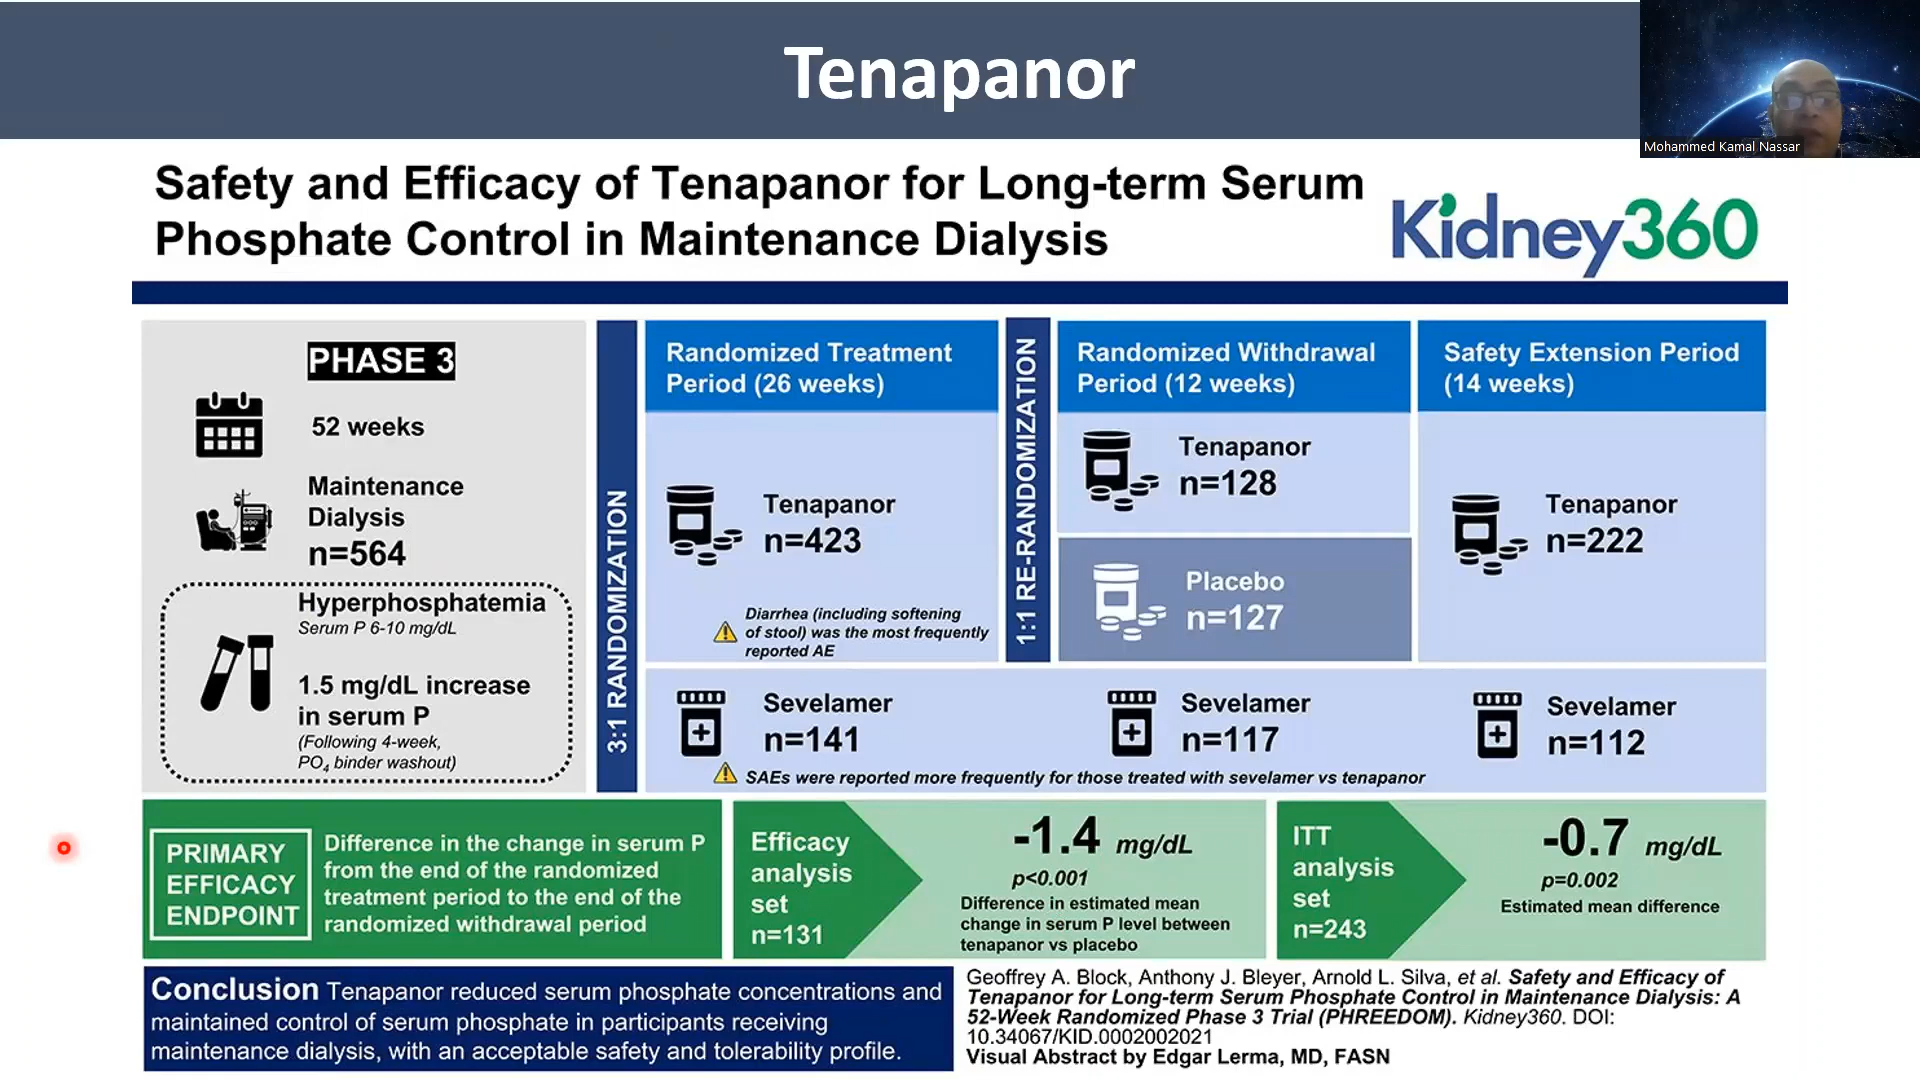 Tenapanor
Mohammed Kamal Nassar
Safety and Efficacy of Tenapanor for Long-term Serum
Phosphate Control in Maintenance Dialysis
Kidney360
PHASE 3
52 weeks
Maintenance
Dialysis
n=564
Hyperphosphatemia
Serum P 6-10 mg/dL
1.5 mg/dL increase
in serum P
(Following 4-week,
PO4 binder washout)
3:1 RANDOMIZATION
Randomized Treatment
Period (26 weeks)
Tenapanor
n=423
Diarrhea (including softening
of stool) was the most frequently
reported AE
1:1 RE-RANDOMIZATION
Randomized Withdrawal
Period (12 weeks)
Tenapanor
n=128
Placebo
n=127
Safety Extension Period
(14 weeks)
Tenapanor
n=222
Sevelamer
n=141
Sevelamer
n=117
Sevelamer
n=112
SAEs were reported more frequently for those treated with sevelamer vs tenapanor
PRIMARY
EFFICACY
ENDPOINT
Difference in the change in serum P
from the end of the randomized
treatment period to the end of the
randomized withdrawal period
Efficacy
analysis
set
n=131
-1.4 mg/dL
p<0.001
Difference in estimated mean
change in serum P level between
tenapanor vs placebo
ITT
analysis
set
n=243
-0.7 mg/dL
p=0.002
Estimated mean difference
Conclusion Tenapanor reduced serum phosphate concentrations and
maintained control of serum phosphate in participants receiving
maintenance dialysis, with an acceptable safety and tolerability profile.
Geoffrey A. Block, Anthony J. Bleyer, Arnold L. Silva, et al. Safety and Efficacy of
Tenapanor for Long-term Serum Phosphate Control in Maintenance Dialysis: A
52-Week Randomized Phase 3 Trial (PHREEDOM). Kidney360. DOI:
10.34067/KID.0002002021
Visual Abstract by Edgar Lerma, MD, FASN